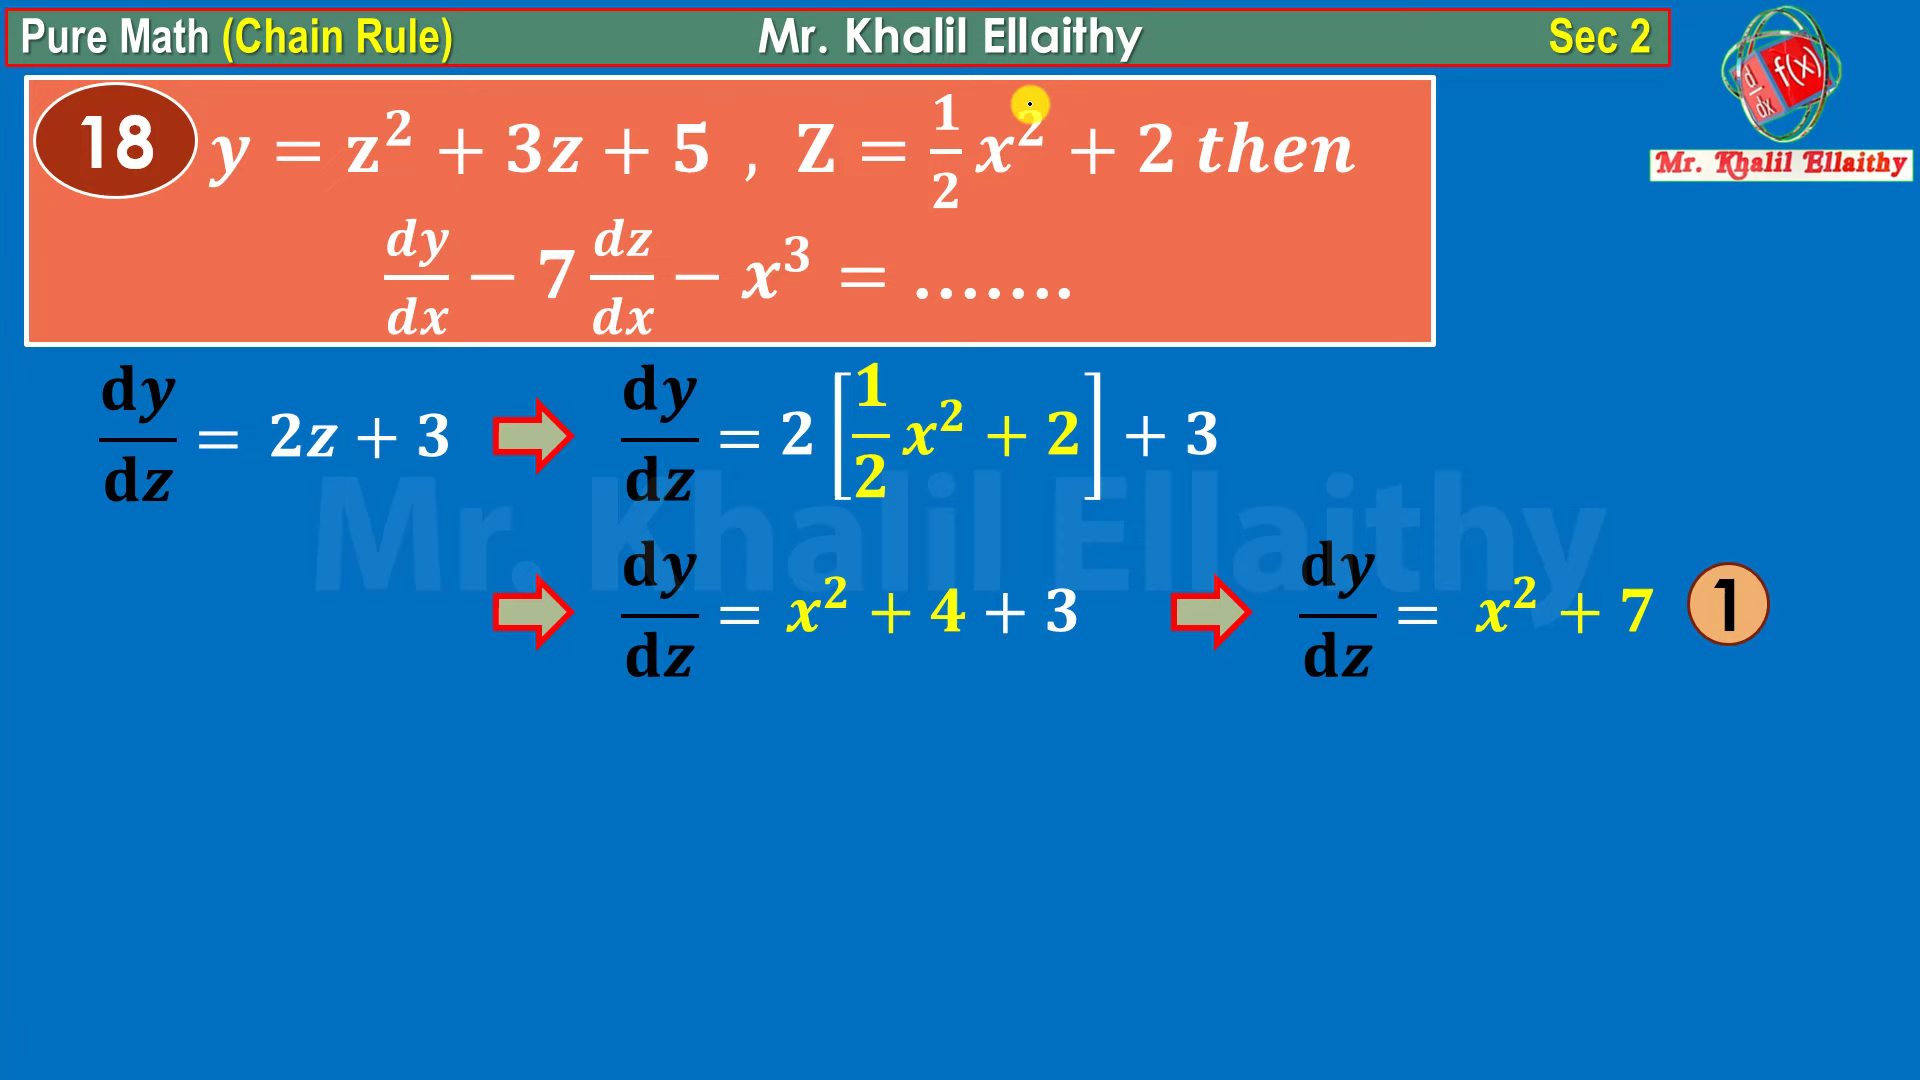 Pure Math (Chain Rule) Mr. Khalil Ellaithy Sec 2
f(x)
d
dx
Mr. Khalil Ellaithy
18 y = z² + 3z + 5 , Z = 1/2 x² + 2 then
dy/dx − 7 dz/dx − x³ = .......
dy/dz = 2z + 3 dy/dz = 2 [1/2 x² + 2] + 3
Mr. Khalil Ellaithy
dy/dz = x² + 4 + 3 dy/dz = x² + 7 1